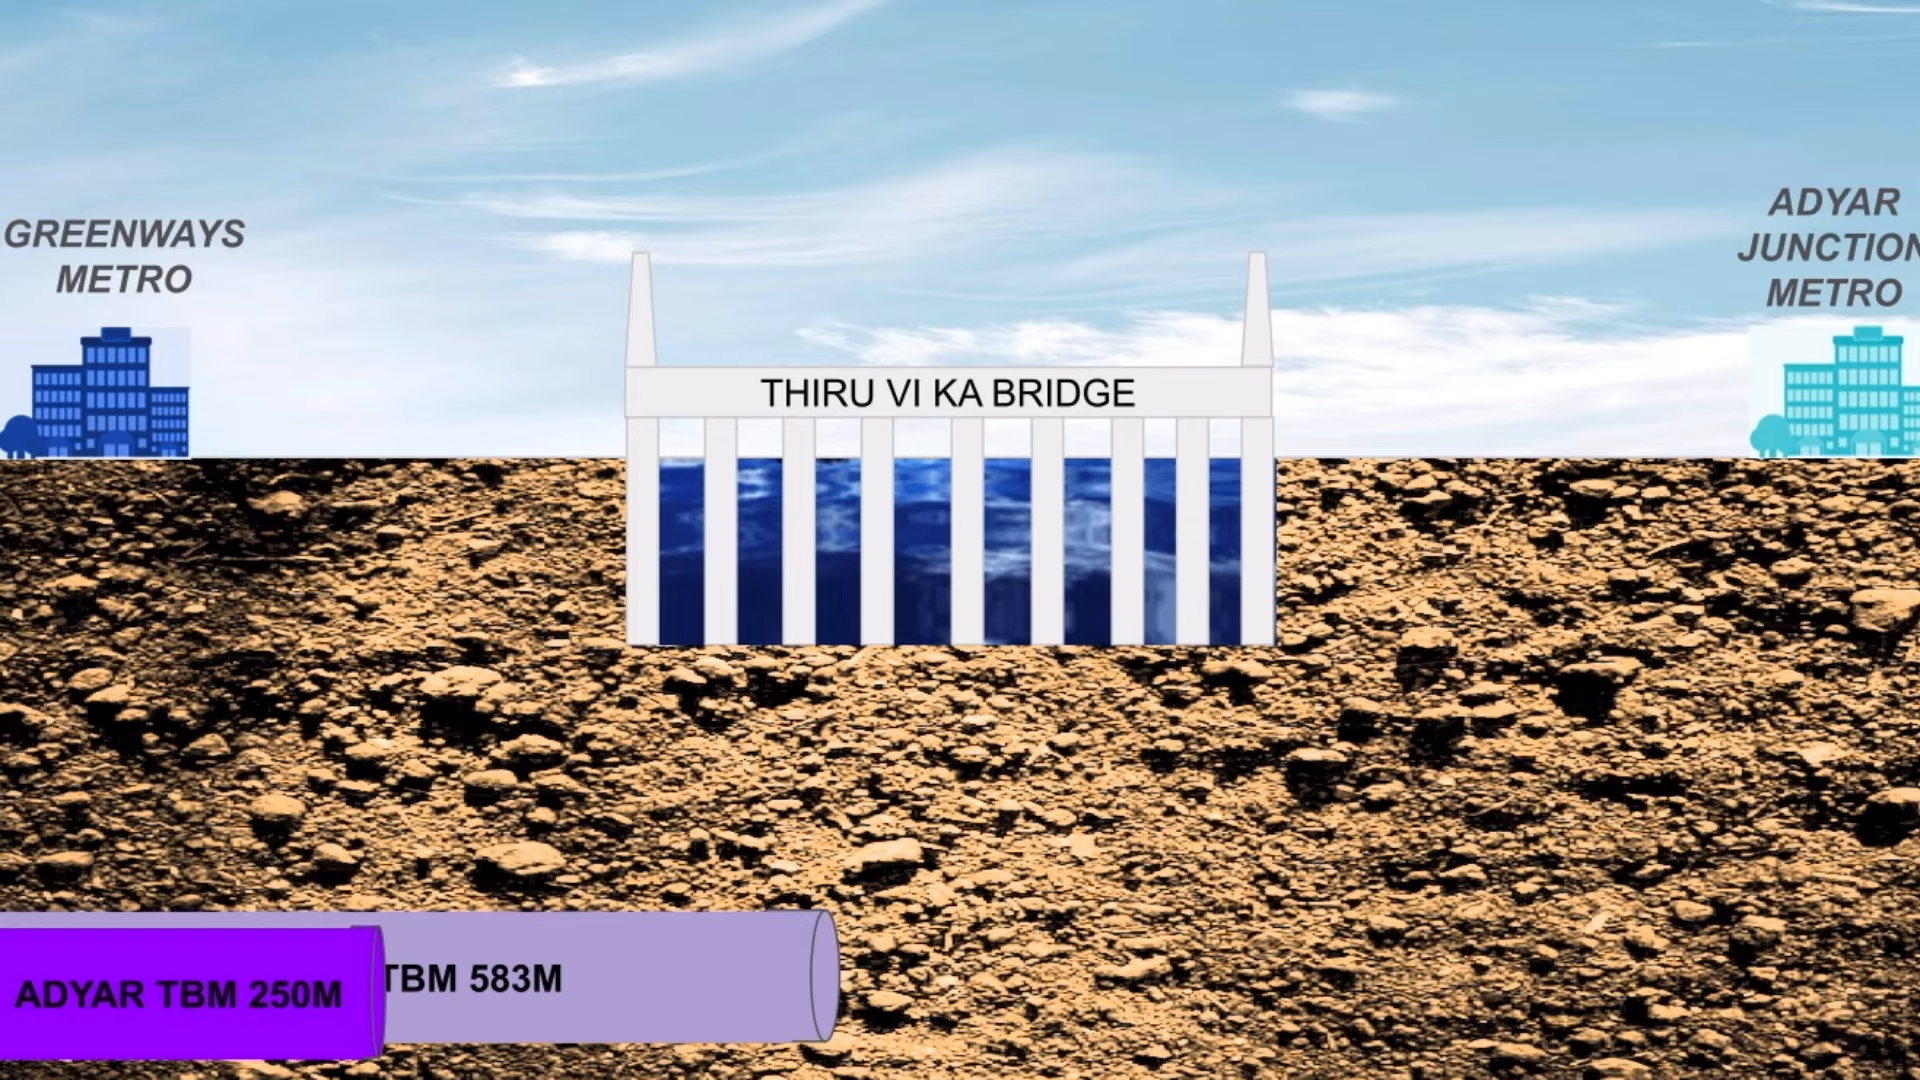 GREENWAYS
METRO
ADYAR
JUNCTION
METRO
THIRU VI KA BRIDGE
ADYAR TBM 250M
TBM 583M